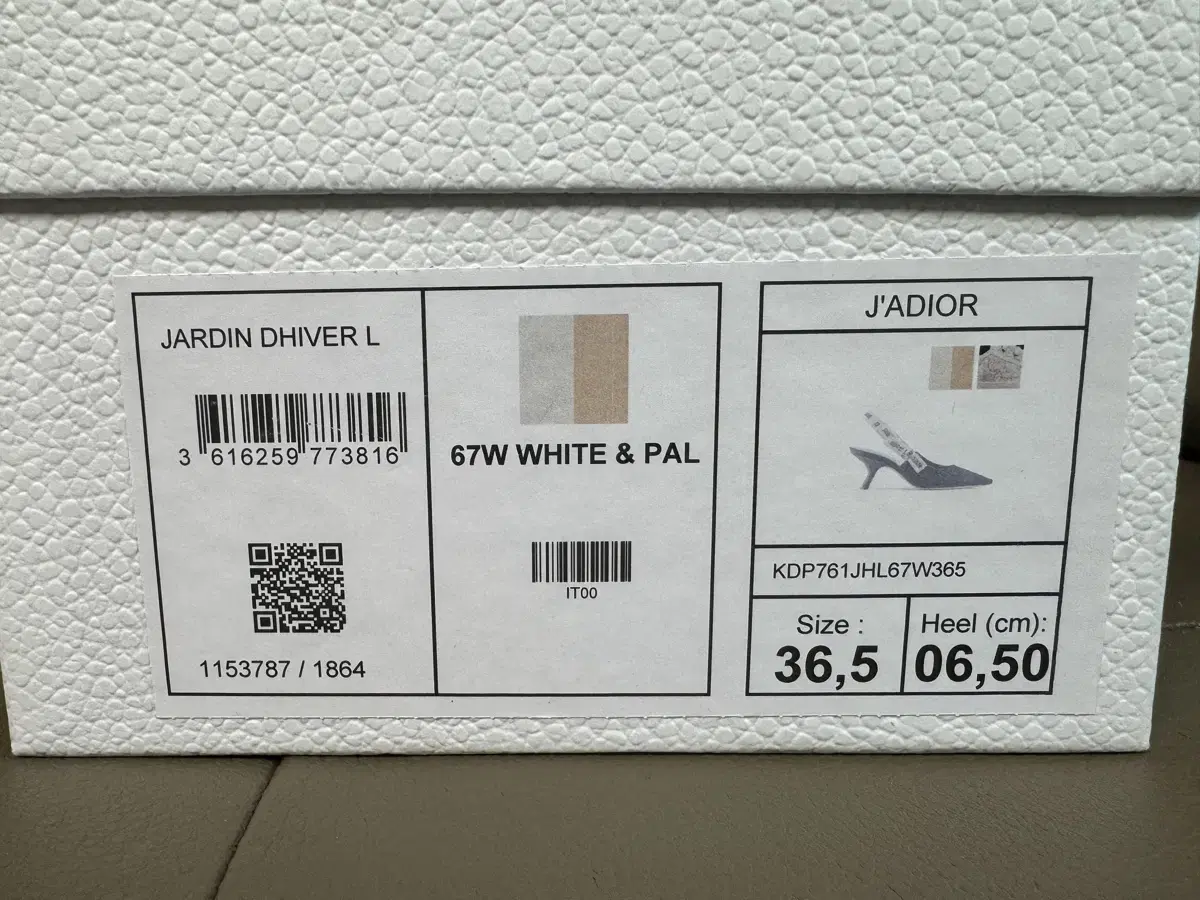 JARDIN DHIVER L
3 616259 773816
1153787 / 1864
67W WHITE & PAL
IT00
J'ADIOR
KDP761JHL67W365
Size :
36,5
Heel (cm):
06,50